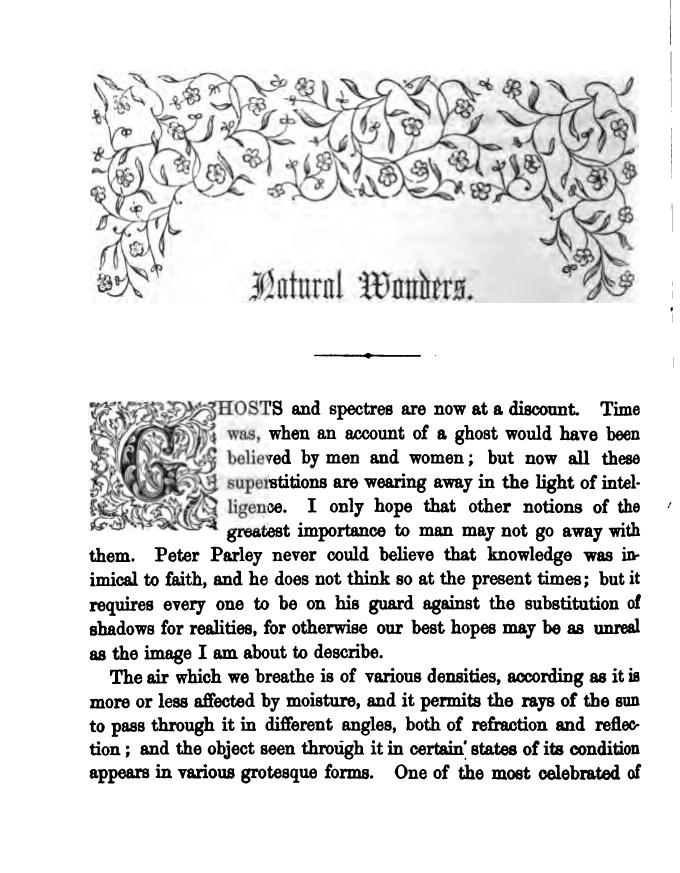 Natural Wonders.
GHOSTS and spectres are now at a discount. Time
was, when an account of a ghost would have been
believed by men and women; but now all these
superstitions are wearing away in the light of intel-
ligence. I only hope that other notions of the
greatest importance to man may not go away with
them. Peter Parley never could believe that knowledge was in-
imical to faith, and he does not think so at the present times; but it
requires every one to be on his guard against the substitution of
shadows for realities, for otherwise our best hopes may be as unreal
as the image I am about to describe.
The air which we breathe is of various densities, according as it is
more or less affected by moisture, and it permits the rays of the sun
to pass through it in different angles, both of refraction and reflec-
tion; and the object seen through it in certain states of its condition
appears in various grotesque forms. One of the most celebrated of